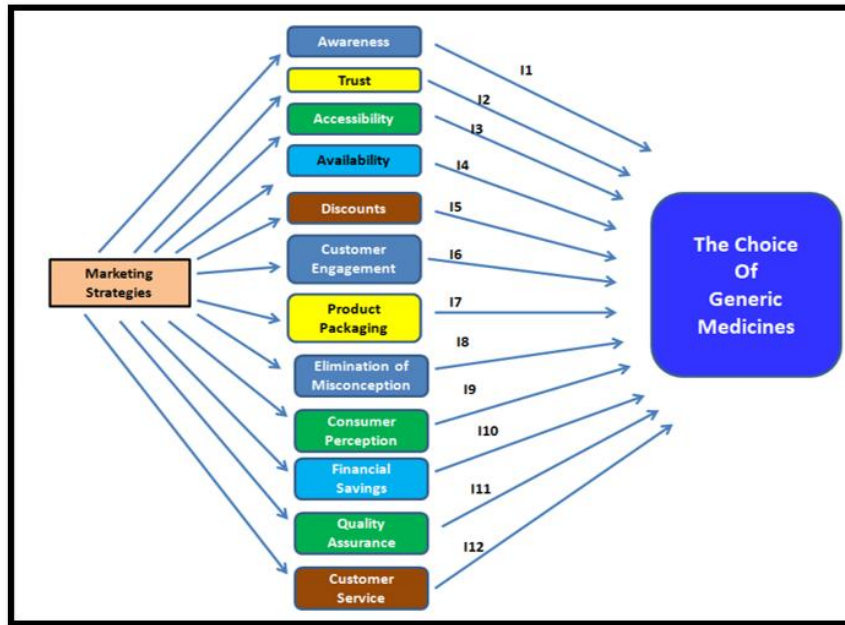 Awareness
I1
Trust
I2
Accessibility
I3
Availability
I4
Discounts
I5
Customer
Engagement
I6
Marketing
Strategies
Product
Packaging
I7
Elimination of
Misconception
I8
Consumer
Perception
I9
Financial
Savings
I10
Quality
Assurance
I11
Customer
Service
I12
The Choice
Of
Generic
Medicines